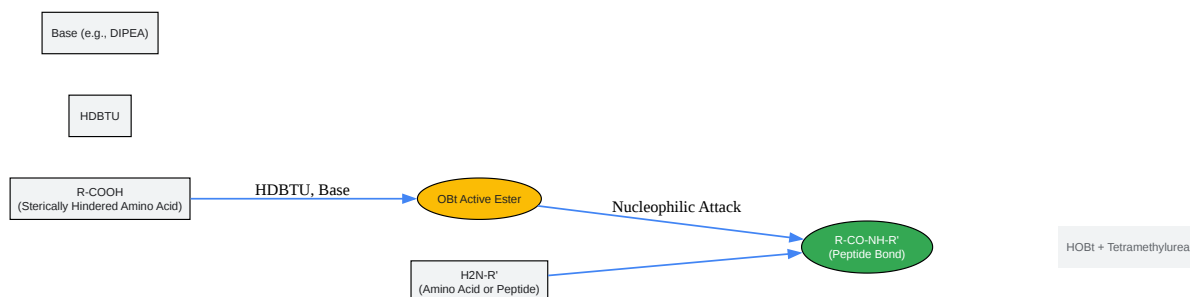 Base (e.g., DIPEA)
HDBTU
R-COOH
(Sterically Hindered Amino Acid)
HDBTU, Base
OBt Active Ester
Nucleophilic Attack
R-CO-NH-R'
(Peptide Bond)
HOBt + Tetramethylurea
H2N-R'
(Amino Acid or Peptide)